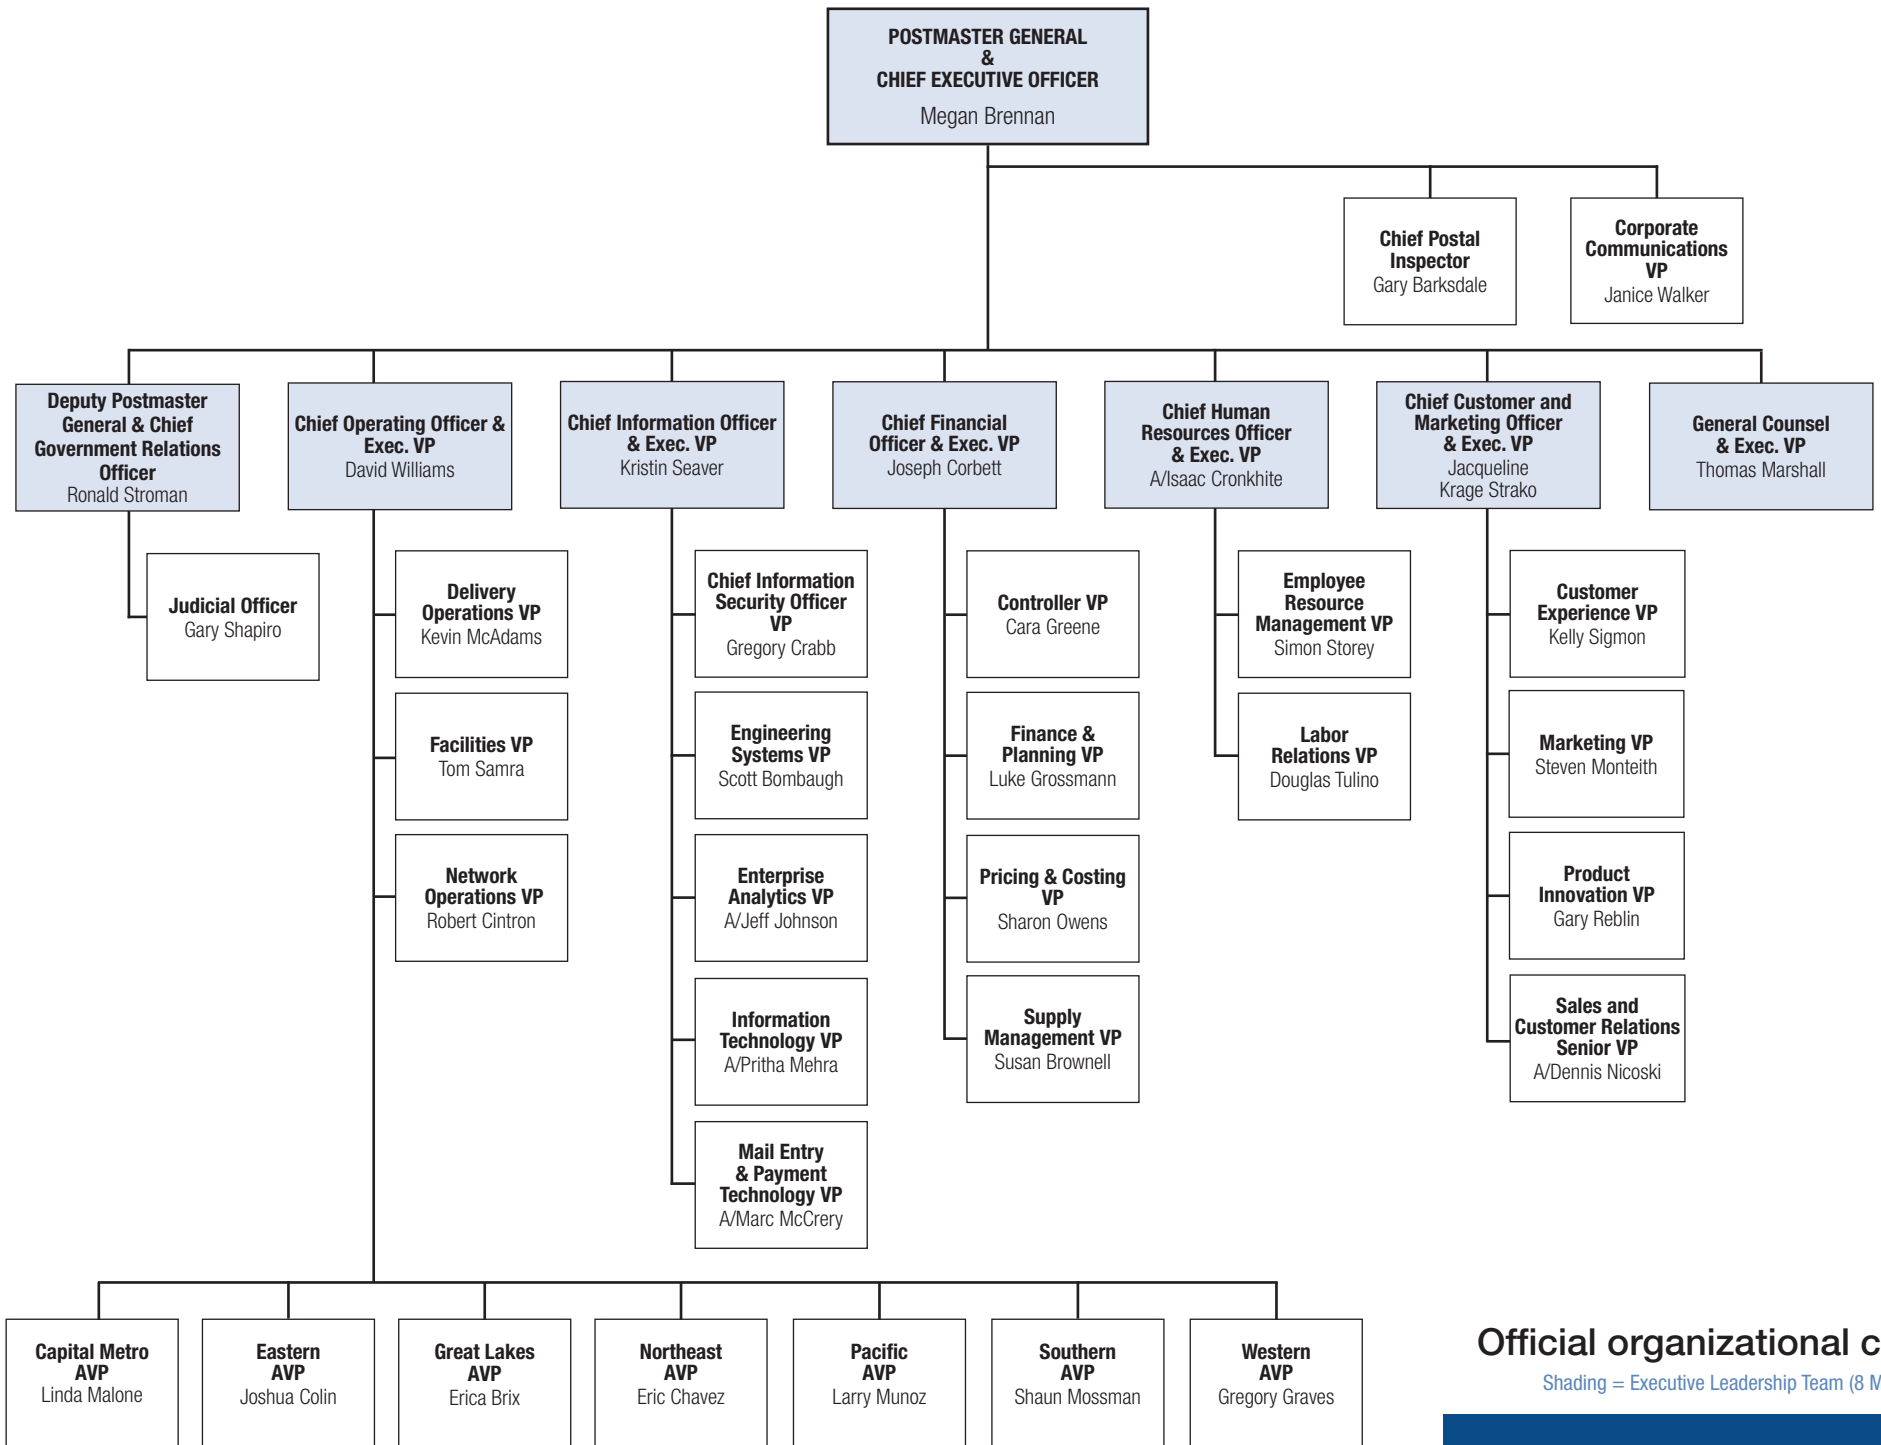 POSTMASTER GENERAL
&
CHIEF EXECUTIVE OFFICER
Megan Brennan
Chief Postal
Inspector
Gary Barksdale
Corporate
Communications
VP
Janice Walker
Deputy Postmaster
General & Chief
Government Relations
Officer
Ronald Stroman
Chief Operating Officer &
Exec. VP
David Williams
Chief Information Officer
& Exec. VP
Kristin Seaver
Chief Financial
Officer & Exec. VP
Joseph Corbett
Chief Human
Resources Officer
& Exec. VP
A/Isaac Cronkhite
Chief Customer and
Marketing Officer
& Exec. VP
Jacqueline
Krage Strako
General Counsel
& Exec. VP
Thomas Marshall
Judicial Officer
Gary Shapiro
Delivery
Operations VP
Kevin McAdams
Facilities VP
Tom Samra
Network
Operations VP
Robert Cintron
Chief Information
Security Officer
VP
Gregory Crabb
Engineering
Systems VP
Scott Bombaugh
Enterprise
Analytics VP
A/Jeff Johnson
Information
Technology VP
A/Pritha Mehra
Mail Entry
& Payment
Technology VP
A/Marc McCrery
Controller VP
Cara Greene
Finance &
Planning VP
Luke Grossmann
Pricing & Costing
VP
Sharon Owens
Supply
Management VP
Susan Brownell
Employee
Resource
Management VP
Simon Storey
Labor
Relations VP
Douglas Tulino
Customer
Experience VP
Kelly Sigmon
Marketing VP
Steven Monteith
Product
Innovation VP
Gary Reblin
Sales and
Customer Relations
Senior VP
A/Dennis Nicoski
Capital Metro
AVP
Linda Malone
Eastern
AVP
Joshua Colin
Great Lakes
AVP
Erica Brix
Northeast
AVP
Eric Chavez
Pacific
AVP
Larry Munoz
Southern
AVP
Shaun Mossman
Western
AVP
Gregory Graves
Official organizational c
Shading = Executive Leadership Team (8 M